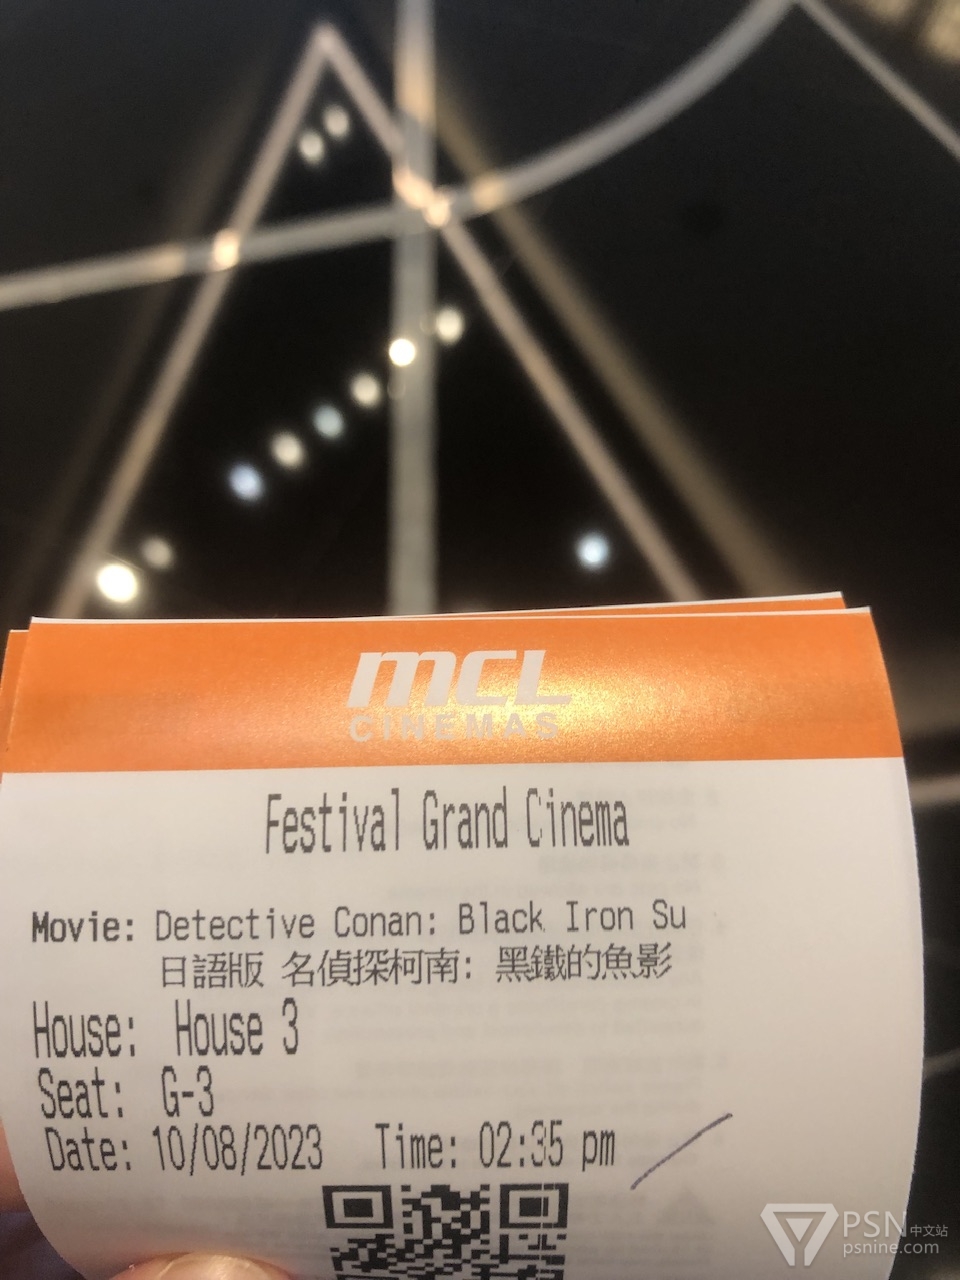 mcL
CINEMAS
Festival Grand Cinema
Movie: Detective Conan: Black Iron Su
日語版 名偵探柯南: 黑鐵的魚影
House: House 3
Seat: G-3
Date: 10/08/2023 Time: 02:35 pm
PSN中文站
psnine.com